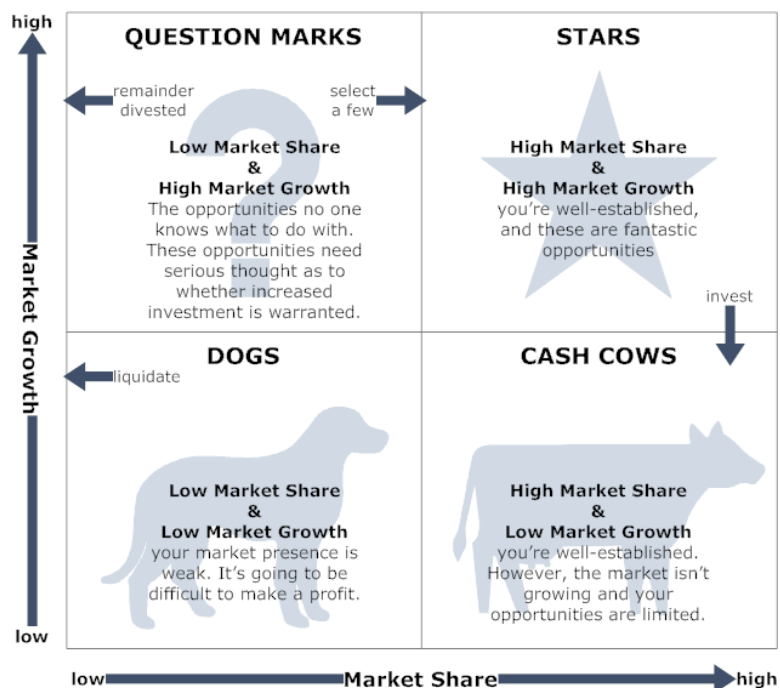 high
QUESTION MARKS
remainder
divested
select
a few
Low Market Share
&
High Market Growth
The opportunities no one
knows what to do with.
These opportunities need
serious thought as to
whether increased
investment is warranted.
STARS
High Market Share
&
High Market Growth
you're well-established,
and these are fantastic
opportunities
invest
Market Growth
DOGS
liquidate
Low Market Share
&
Low Market Growth
your market presence is
weak. It's going to be
difficult to make a profit.
CASH COWS
High Market Share
&
Low Market Growth
you're well-established.
However, the market isn't
growing and your
opportunities are limited.
low
low
Market Share
high